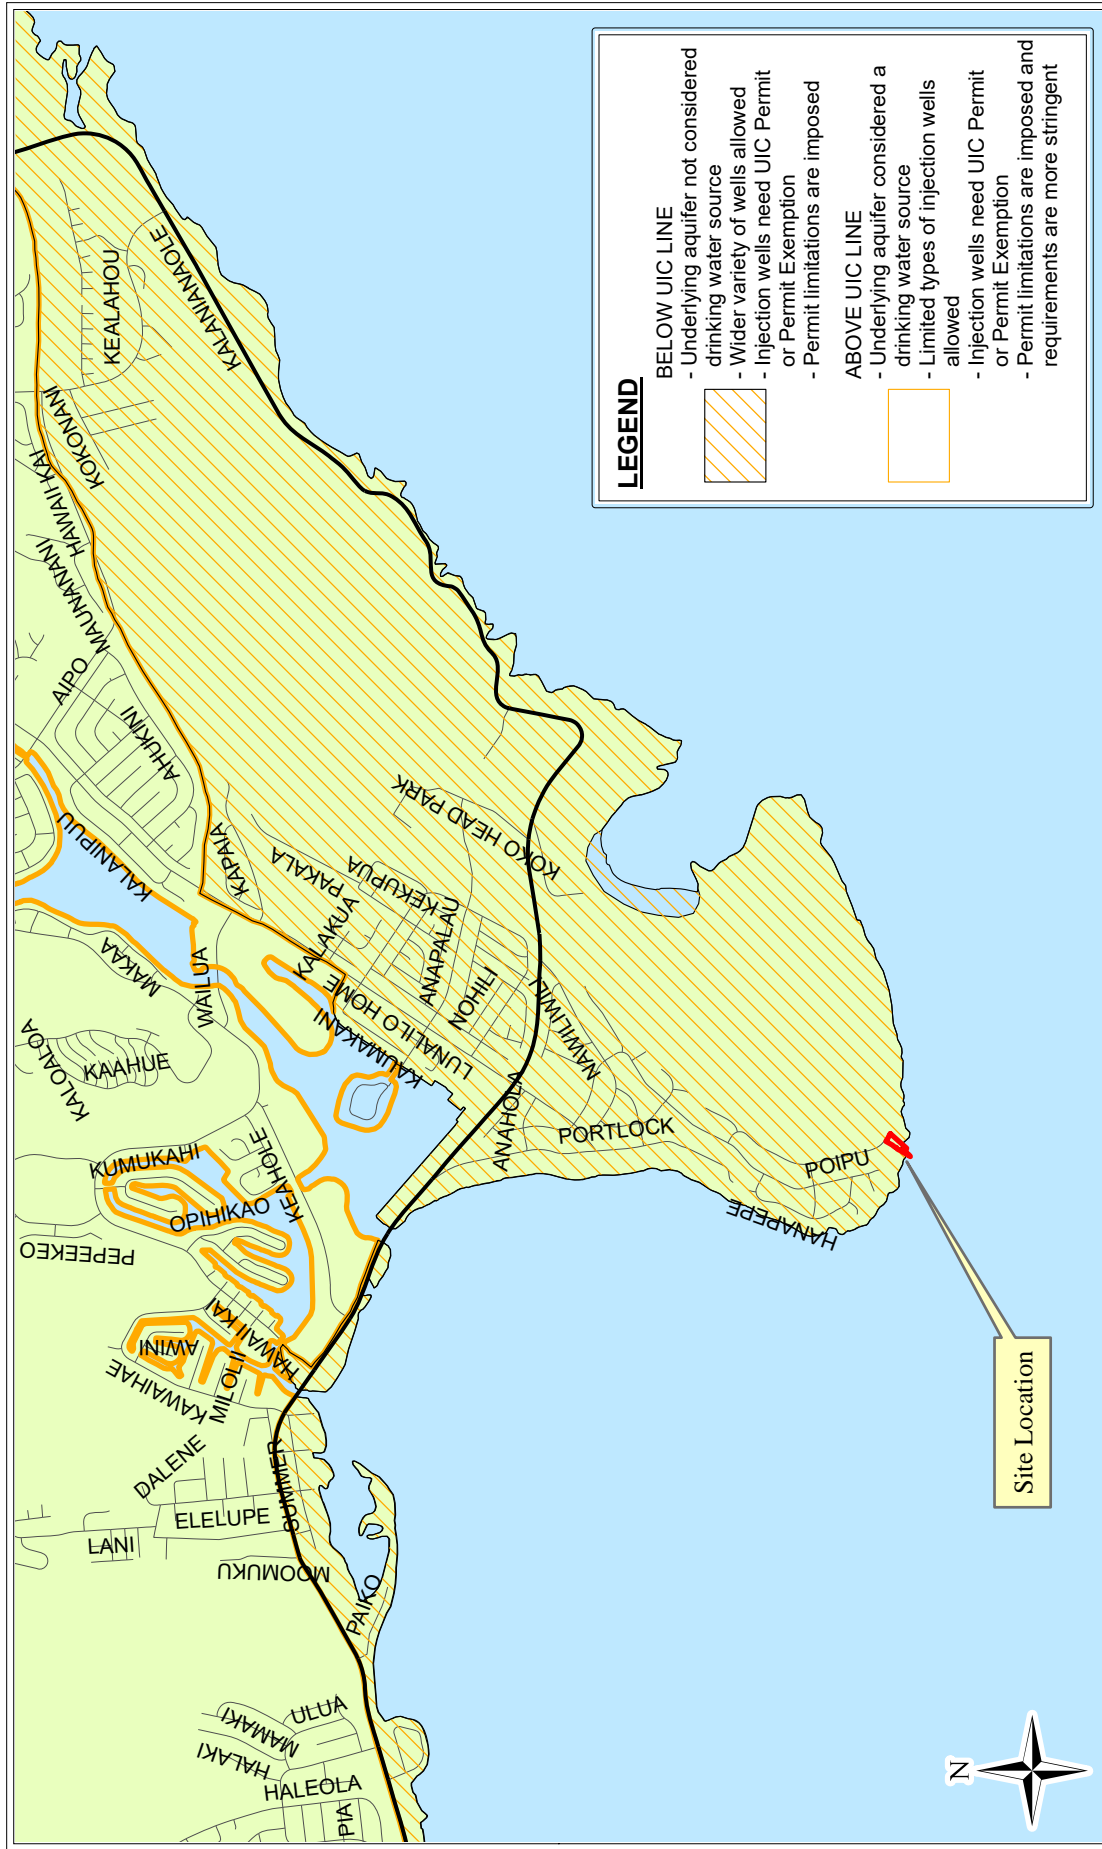 LEGEND
BELOW UIC LINE
- Underlying aquifer not considered
drinking water source
- Wider variety of wells allowed
- Injection wells need UIC Permit
or Permit Exemption
- Permit limitations are imposed
ABOVE UIC LINE
- Underlying aquifer considered a
drinking water source
- Limited types of injection wells
allowed
- Injection wells need UIC Permit
or Permit Exemption
- Permit limitations are imposed and
requirements are more stringent
KEALAHOU
KALANIANAOLE
KOKONANI
HAWAII KAI
MAUNANANI
AIPO
AHUKINI
KALANIPUU
KAPAIA
PAKALA
KEKUPUA
KOKO HEAD PARK
KALAKUA
ANAPALAU
NOHILI
LUNALILO HOME
KAUMAKANI
NAWILIWILI
MAKAA
WAILUA
KALOALOA
KAAHUE
KUMUKAHI
OPIHIKAO
KEAHOLE
PEPEEKEO
ANAHOLA
PORTLOCK
POIPU
HANAPEPE
HAWAII KAI
AWINI
MILOLII
KAWAIHAE
DALENE
SUMMER
ELELUPE
LANI
MOOMUKU
PAIKO
ULUA
MAMAKI
HALAKI
HALEOLA
PIA
Site Location
N